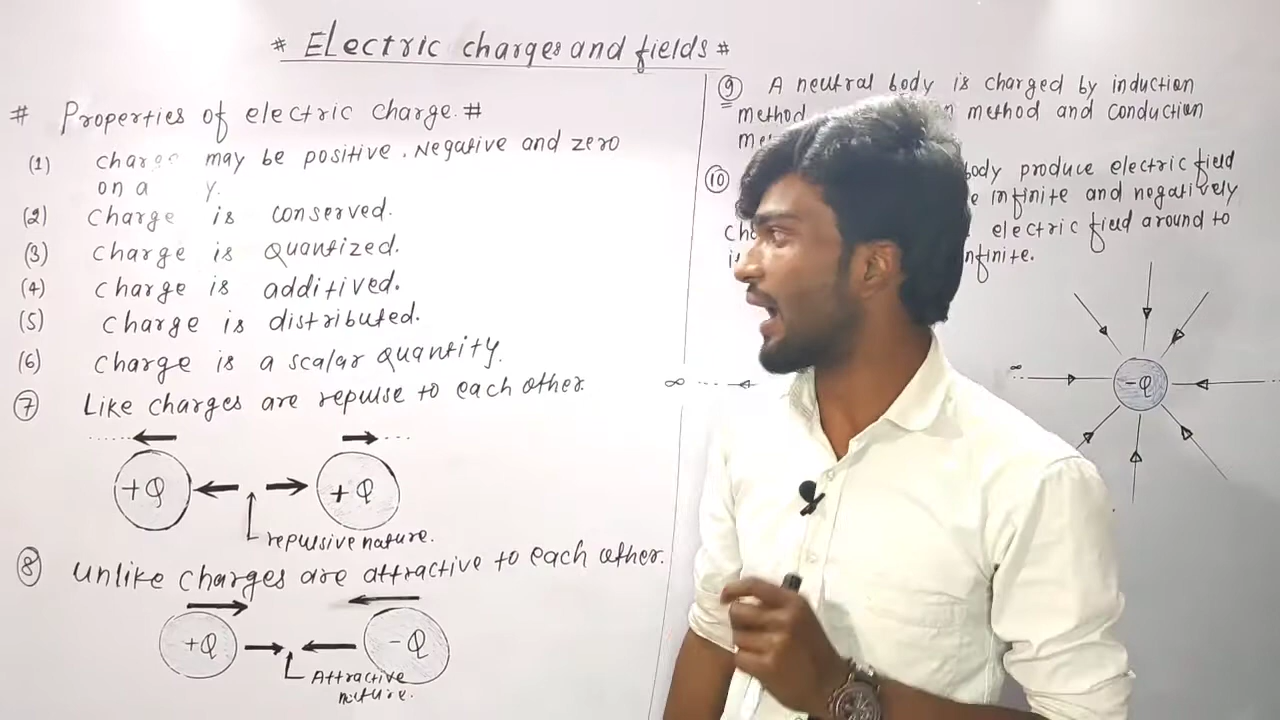 * Electric charges and fields *
# Properties of electric charge. #
(1) charge may be positive, Negative and zero
on a y.
(2) charge is conserved.
(3) charge is Quantized.
(4) charge is additived.
(5) charge is distributed.
(6) charge is a scalar quantity.
7 Like charges are repulse to each other.
+Q +Q
repulsive nature.
8 unlike charges are attractive to each other.
+Q -Q
Attractive
nature.
9 A neutral body is charged by induction
method n method and conduction
me
10 body produce electric field
e infinite and negatively
cha electric field around to
i nfinite.
∞ ∞
-Q